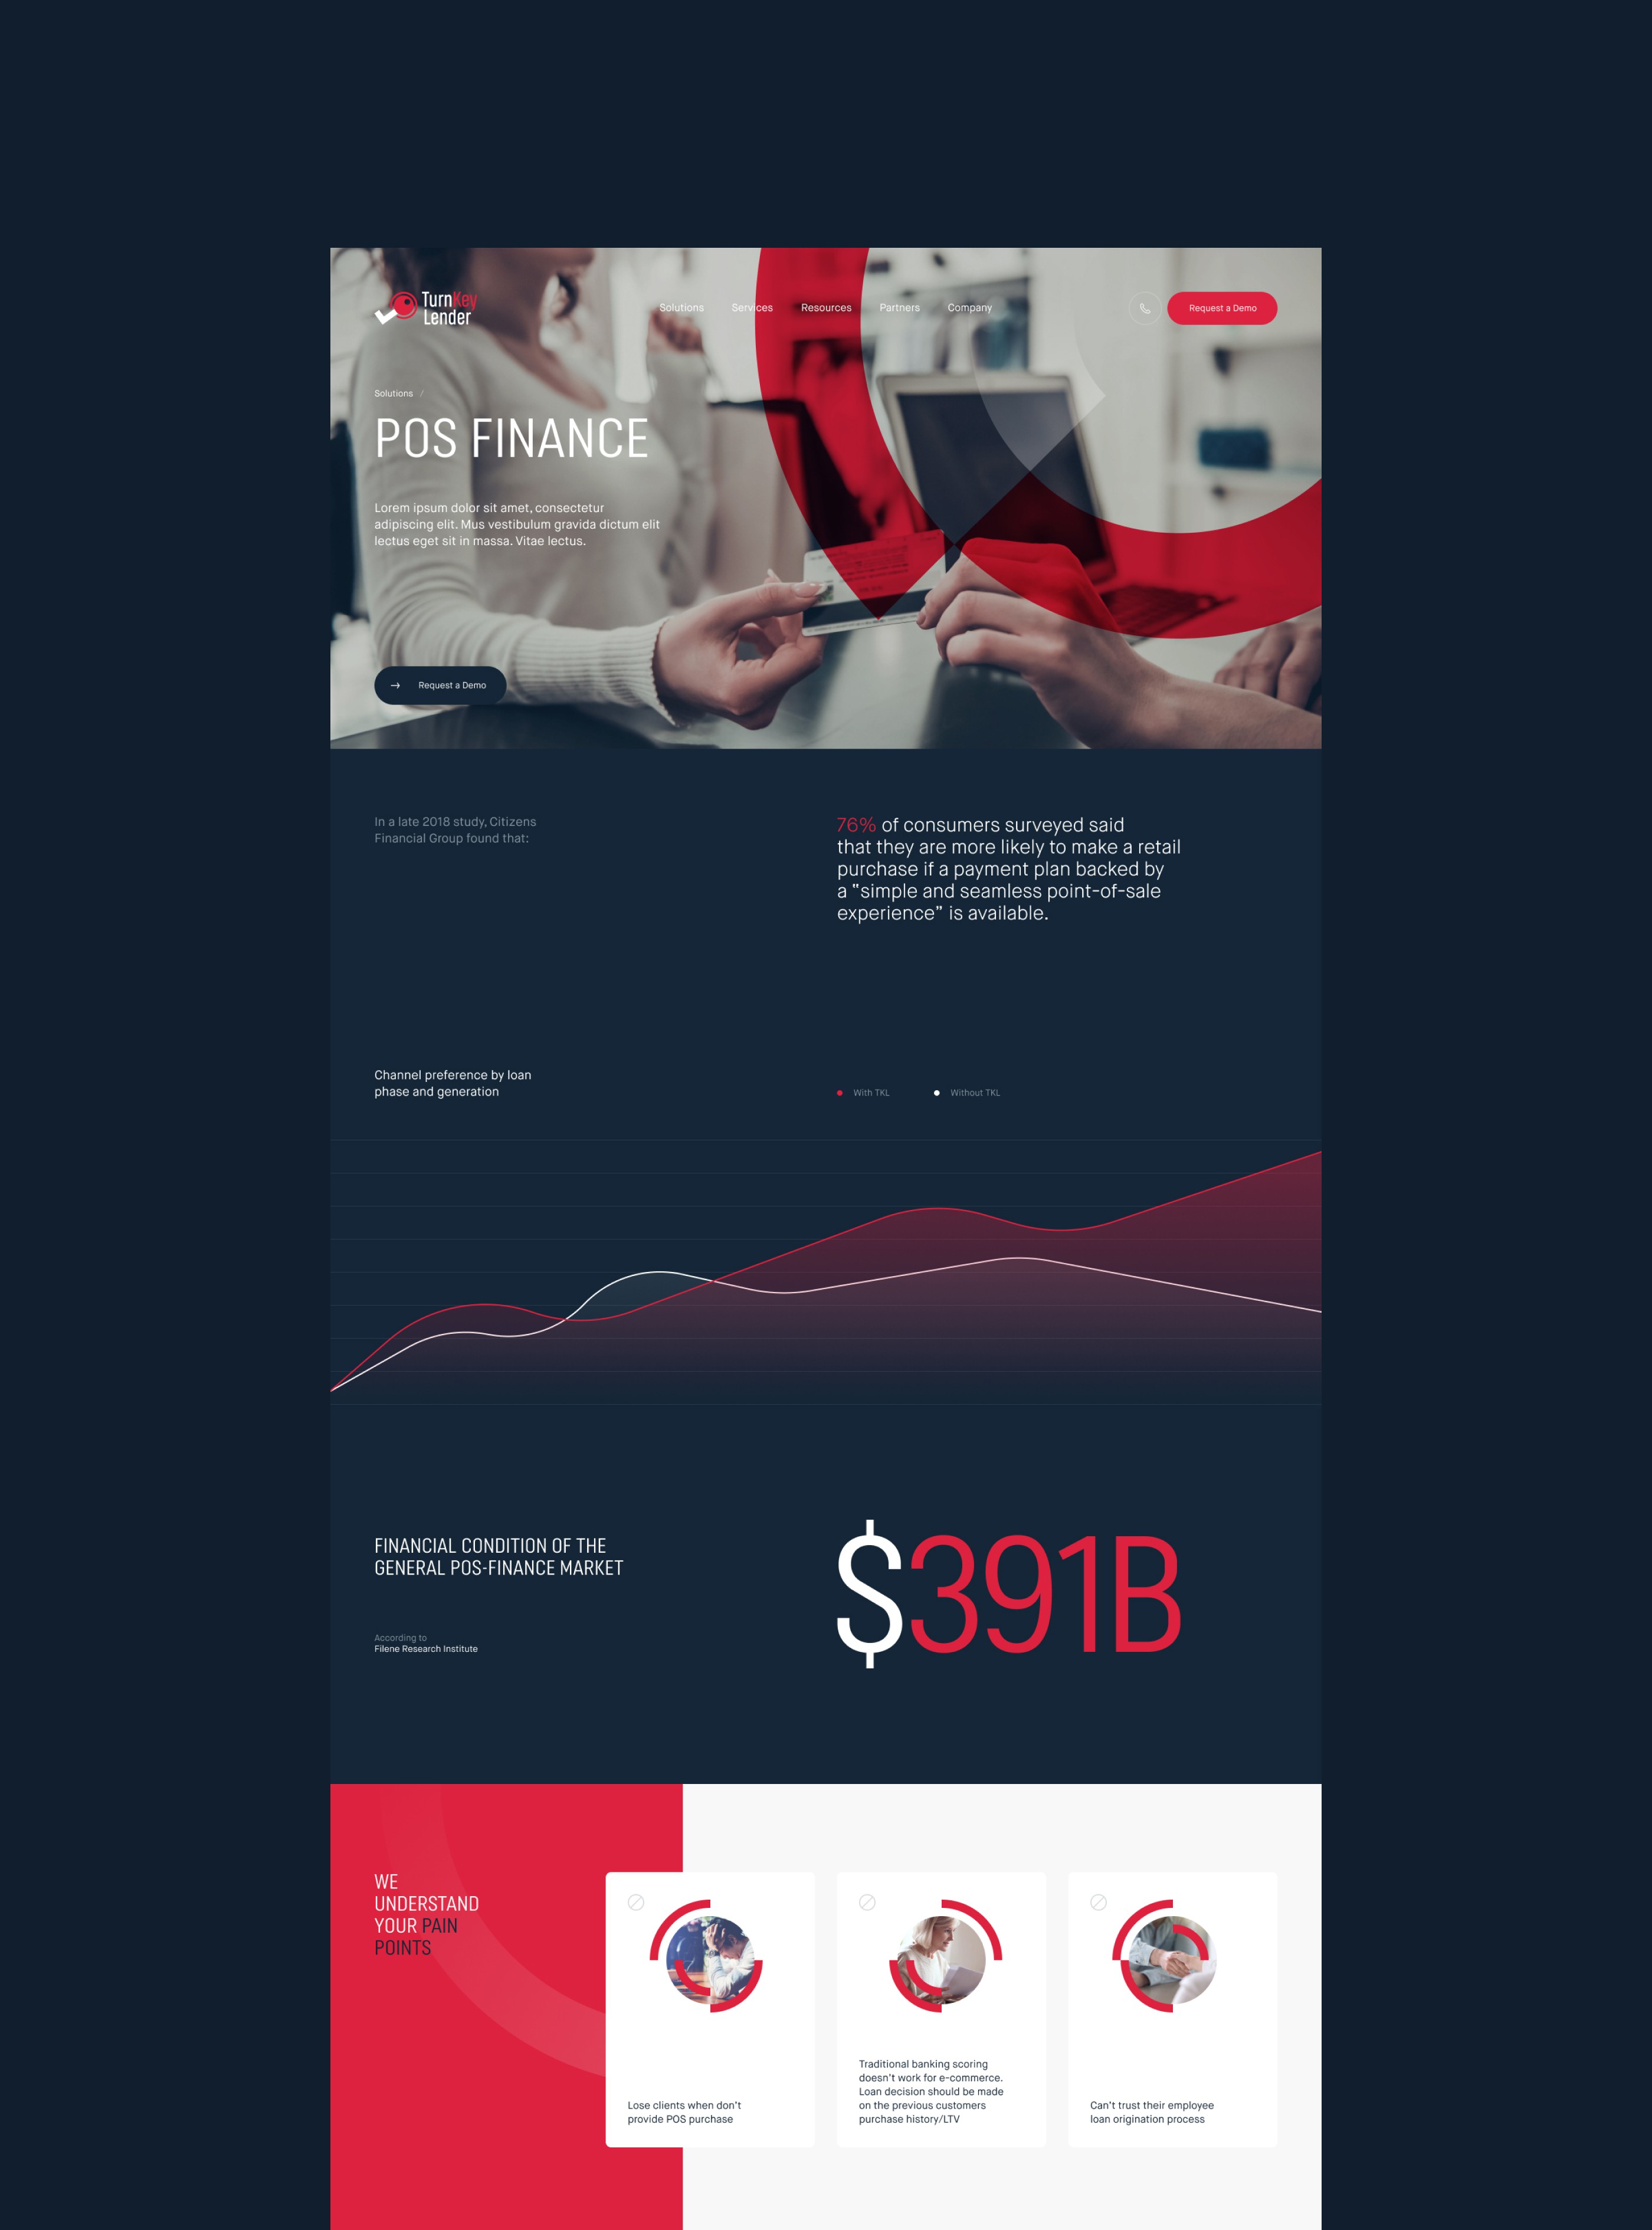 TurnKey
Lender
Solutions
Services
Resources
Partners
Company
Request a Demo
Solutions /
POS FINANCE
Lorem ipsum dolor sit amet, consectetur
adipiscing elit. Mus vestibulum gravida dictum elit
lectus eget sit in massa. Vitae lectus.
Request a Demo
In a late 2018 study, Citizens
Financial Group found that:
76% of consumers surveyed said
that they are more likely to make a retail
purchase if a payment plan backed by
a “simple and seamless point-of-sale
experience” is available.
Channel preference by loan
phase and generation
With TKL
Without TKL
FINANCIAL CONDITION OF THE
GENERAL POS-FINANCE MARKET
According to
Filene Research Institute
$391B
WE
UNDERSTAND
YOUR PAIN
POINTS
Lose clients when don’t
provide POS purchase
Traditional banking scoring
doesn’t work for e-commerce.
Loan decision should be made
on the previous customers
purchase history/LTV
Can’t trust their employee
loan origination process